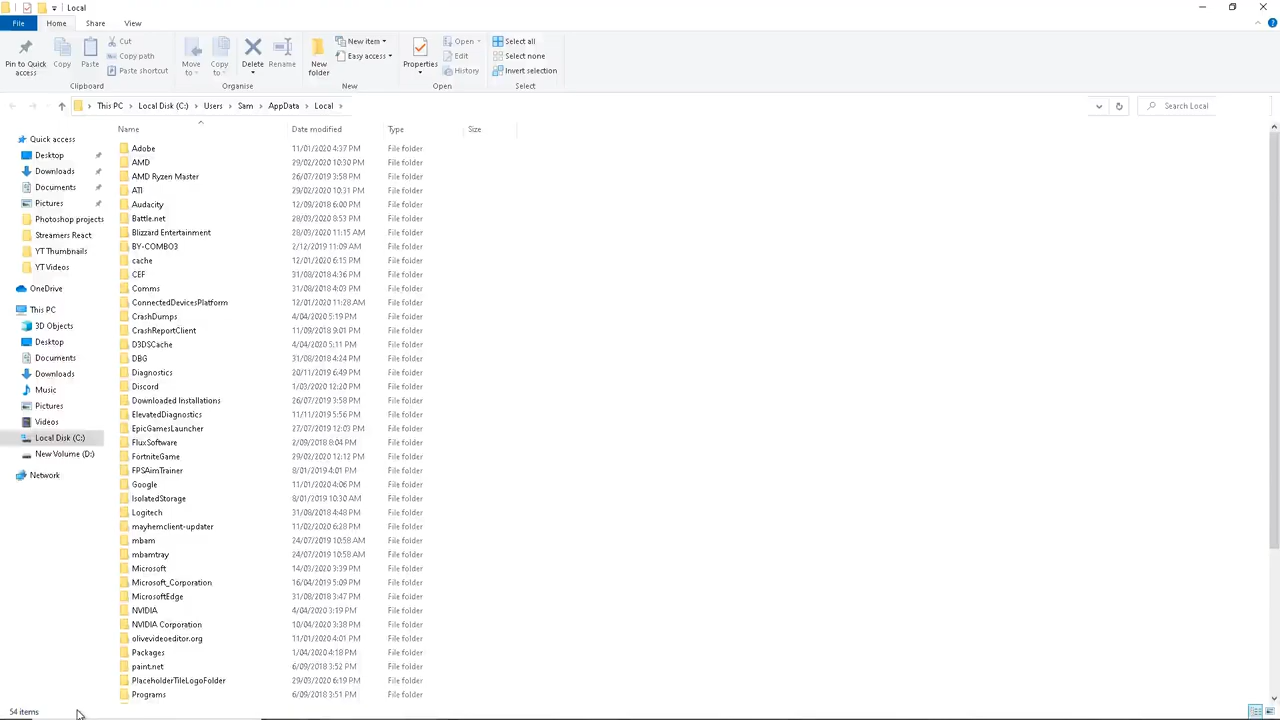 Local
File Home Share View
Pin to Quick access
Copy
Paste
Cut
Copy path
Paste shortcut
Clipboard
Move to
Copy to
Delete
Rename
Organise
New folder
New item
Easy access
New
Properties
Open
Edit
History
Open
Select all
Select none
Invert selection
Select
This PC Local Disk (C:) Users Sam AppData Local
Search Local
Name Date modified Type Size
Quick access
Desktop
Downloads
Documents
Pictures
Photoshop projects
Streamers React
YT Thumbnails
YT Videos
OneDrive
This PC
3D Objects
Desktop
Documents
Downloads
Music
Pictures
Videos
Local Disk (C:)
New Volume (D:)
Network
Adobe 11/01/2020 4:37 PM File folder
AMD 29/02/2020 10:30 PM File folder
AMD Ryzen Master 26/07/2019 3:58 PM File folder
ATI 29/02/2020 10:31 PM File folder
Audacity 12/09/2018 6:00 PM File folder
Battle.net 28/03/2020 8:53 PM File folder
Blizzard Entertainment 28/03/2020 11:15 AM File folder
BY-COMBO3 2/12/2019 11:09 AM File folder
cache 12/01/2020 6:15 PM File folder
CEF 31/08/2018 4:36 PM File folder
Comms 31/08/2018 4:03 PM File folder
ConnectedDevicesPlatform 12/01/2020 11:28 AM File folder
CrashDumps 4/04/2020 5:19 PM File folder
CrashReportClient 11/09/2018 9:01 PM File folder
D3DSCache 4/04/2020 5:11 PM File folder
DBG 31/08/2018 4:24 PM File folder
Diagnostics 20/11/2019 6:49 PM File folder
Discord 1/03/2020 12:20 PM File folder
Downloaded Installations 26/07/2019 3:58 PM File folder
ElevatedDiagnostics 11/11/2019 5:56 PM File folder
EpicGamesLauncher 27/07/2019 12:03 PM File folder
FluxSoftware 2/09/2018 8:04 PM File folder
FortniteGame 29/02/2020 12:12 PM File folder
FPSAimTrainer 8/01/2019 4:01 PM File folder
Google 11/01/2020 4:06 PM File folder
IsolatedStorage 8/01/2019 10:30 AM File folder
Logitech 31/08/2018 4:48 PM File folder
mayhemclient-updater 11/02/2020 6:28 PM File folder
mbam 24/07/2019 10:58 AM File folder
mbamtray 24/07/2019 10:58 AM File folder
Microsoft 14/03/2020 3:39 PM File folder
Microsoft_Corporation 16/04/2019 5:09 PM File folder
MicrosoftEdge 31/08/2018 3:47 PM File folder
NVIDIA 4/04/2020 3:19 PM File folder
NVIDIA Corporation 10/04/2020 3:38 PM File folder
olivevideoeditor.org 11/01/2020 4:01 PM File folder
Packages 1/04/2020 4:18 PM File folder
paint.net 6/09/2018 3:52 PM File folder
PlaceholderTileLogoFolder 29/03/2020 6:19 PM File folder
Programs 6/09/2018 3:51 PM File folder
54 items